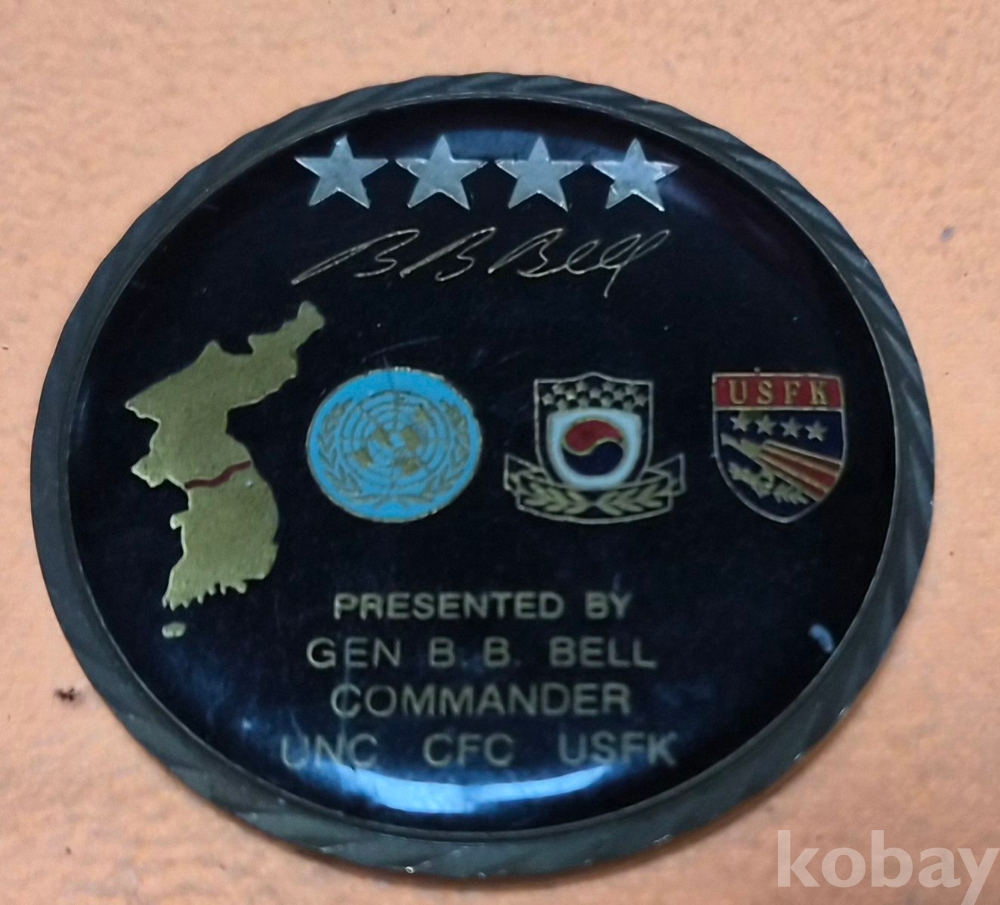 B B Bell
USFK
PRESENTED BY
GEN B. B. BELL
COMMANDER
UNC CFC USFK
kobay